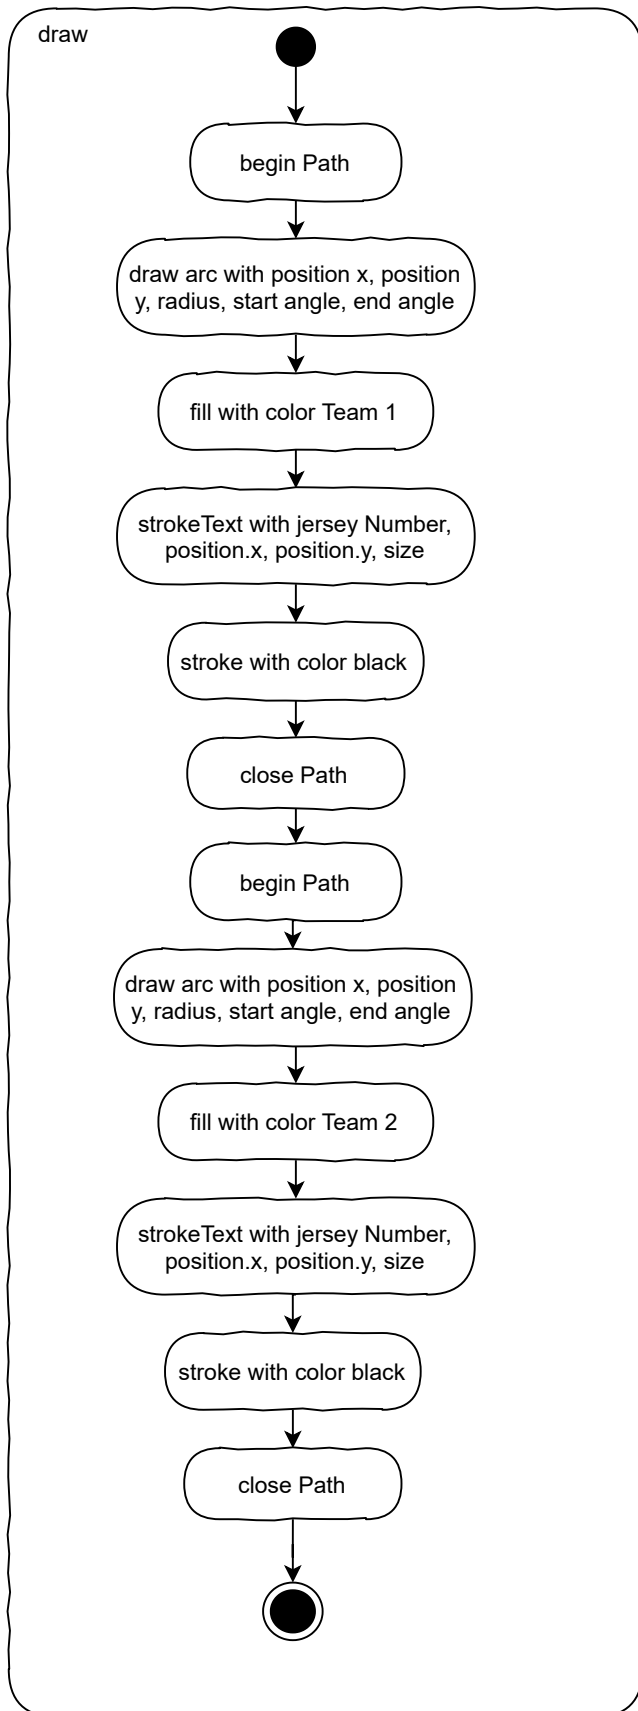 draw
begin Path
draw arc with position x, position
y, radius, start angle, end angle
fill with color Team 1
strokeText with jersey Number,
position.x, position.y, size
stroke with color black
close Path
begin Path
draw arc with position x, position
y, radius, start angle, end angle
fill with color Team 2
strokeText with jersey Number,
position.x, position.y, size
stroke with color black
close Path